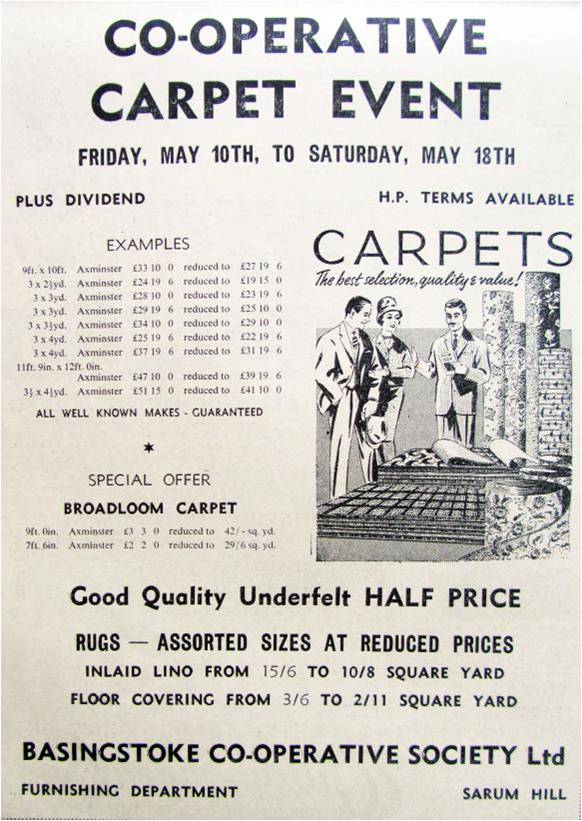 CO-OPERATIVE
CARPET EVENT
FRIDAY, MAY 10TH, TO SATURDAY, MAY 18TH
PLUS DIVIDEND
H.P. TERMS AVAILABLE
EXAMPLES
9ft. x 10ft. Axminster £33 10 0 reduced to £27 19 6
3 x 2½yd. Axminster £24 19 6 reduced to £19 15 0
3 x 3yd. Axminster £28 10 0 reduced to £23 19 6
3 x 3yd. Axminster £29 19 6 reduced to £25 10 0
3 x 3½yd. Axminster £34 10 0 reduced to £29 10 0
3 x 4yd. Axminster £25 19 6 reduced to £22 19 6
3 x 4yd. Axminster £37 19 6 reduced to £31 19 6
11ft. 9in. x 12ft. 0in.
Axminster £47 10 0 reduced to £39 19 6
3½ x 4½yd. Axminster £51 15 0 reduced to £41 10 0
ALL WELL KNOWN MAKES - GUARANTEED
CARPETS
The best selection, quality & value!
SPECIAL OFFER
BROADLOOM CARPET
9ft. 0in. Axminster £3 3 0 reduced to 42/- sq. yd.
7ft. 6in. Axminster £2 2 0 reduced to 29/6 sq. yd.
Good Quality Underfelt HALF PRICE
RUGS — ASSORTED SIZES AT REDUCED PRICES
INLAID LINO FROM 15/6 TO 10/8 SQUARE YARD
FLOOR COVERING FROM 3/6 TO 2/11 SQUARE YARD
BASINGSTOKE CO-OPERATIVE SOCIETY Ltd
FURNISHING DEPARTMENT
SARUM HILL